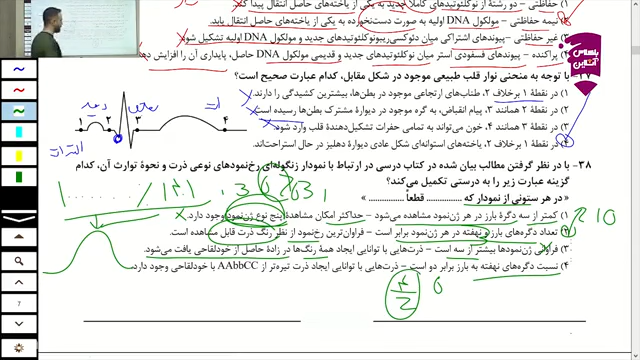 ۱) حفاظتی – دو رشتهٔ از نوکلئوتیدهای کاملاً جدید به یکی از یاخته‌های حاصل انتقال پیدا کند
نیمه حفاظتی – مولکول DNA اولیه به صورت دست‌نخورده به یکی از یاخته‌های حاصل انتقال یابد.
۳) غیر حفاظتی – پیوندهای اشتراکی میان دئوکسی‌ریبونوکلئوتیدهای جدید و DNA اولیه تشکیل شود
۴) پراکنده – پیوندهای فسفودی استر میان نوکلئوتیدهای جدید و قدیمی مولکول DNA، پایداری آن را افزایش دهد
۳۷- با توجه به منحنی نوار قلب طبیعی موجود در شکل مقابل، کدام عبارت صحیح است؟
۱) در نقطهٔ ۱ برخلاف ۲، طناب‌های ارتجاعی موجود در بطن‌ها، بیشترین کشیدگی را دارند.
۲) در نقطهٔ ۲ همانند ۳، پیام انقباض، به گره موجود در دیوارهٔ مشترک بطن‌ها رسیده است.
۳) در نقطهٔ ۳ همانند ۴، خون می‌تواند به تمامی حفرات تشکیل‌دهندهٔ قلب وارد شود.
۴) در نقطهٔ ۱ برخلاف ۲، یاخته‌های استوانه‌ای شکل عادی دیوارهٔ دهلیز در حال استراحت‌اند.
۱ ۲ ۳ ۴
۳۸- با در نظر گرفتن مطالب بیان شده در کتاب درسی در ارتباط با نمودار زنگوله‌ای رخ‌نمودهای نوعی ذرت و نحوهٔ توارث آن، کدام
گزینه عبارت زیر را به درستی تکمیل می‌کند؟
«در هر ستونی از نمودار که .......... قطعاً ..........»
۱) کمتر از سه دگرهٔ بارز در هر ژن‌نمود مشاهده می‌شود – حداکثر امکان مشاهدهٔ پنج نوع ژن‌نمود وجود دارد.
۲) تعداد دگره‌های بارز و نهفته در هر ژن‌نمود برابر است – فراوان‌ترین رخ‌نمود از نظر رنگ ذرت قابل مشاهده است.
۳) فراوانی ژن‌نمودها بیشتر از سه است – ذرت‌هایی با توانایی ایجاد همهٔ رنگ‌ها در زادهٔ حاصل از خودلقاحی یافت می‌شود.
۴) نسبت دگره‌های نهفته به بارز برابر دو است – ذرت‌هایی با توانایی ایجاد ذرت تیره‌تر از AAbbCC با خودلقاحی وجود دارد.
۷